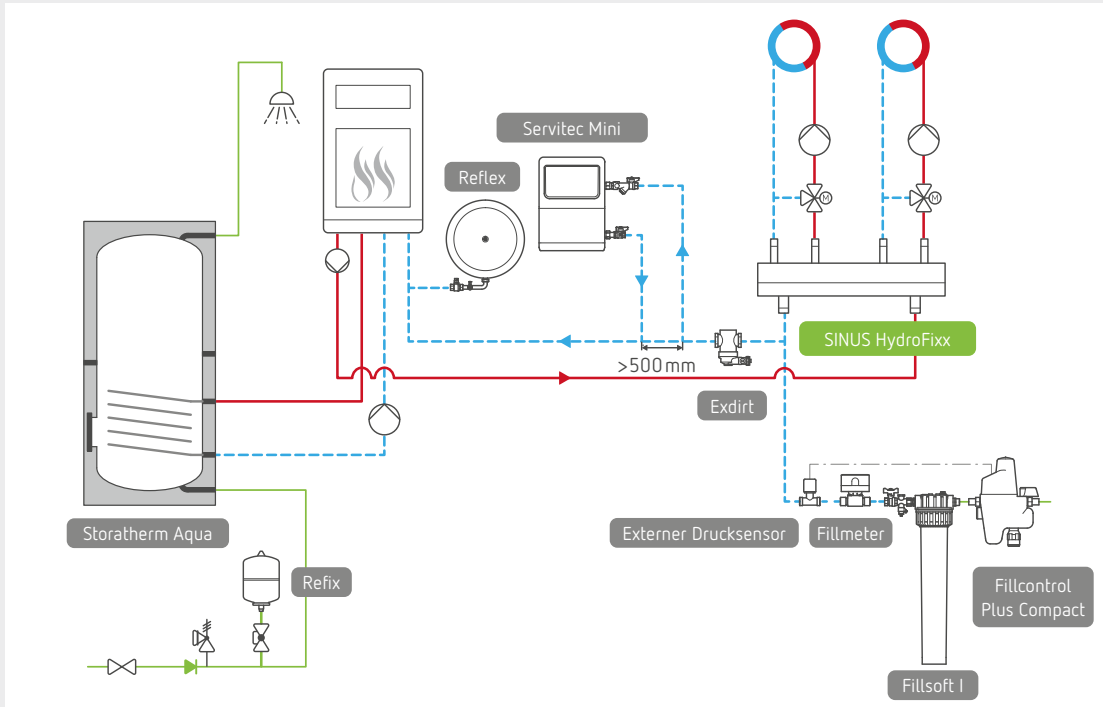 Servitec Mini
Reflex
M
M
SINUS HydroFixx
>500 mm
Exdirt
Storatherm Aqua
Externer Drucksensor
Fillmeter
Refix
Fillcontrol
Plus Compact
Fillsoft I